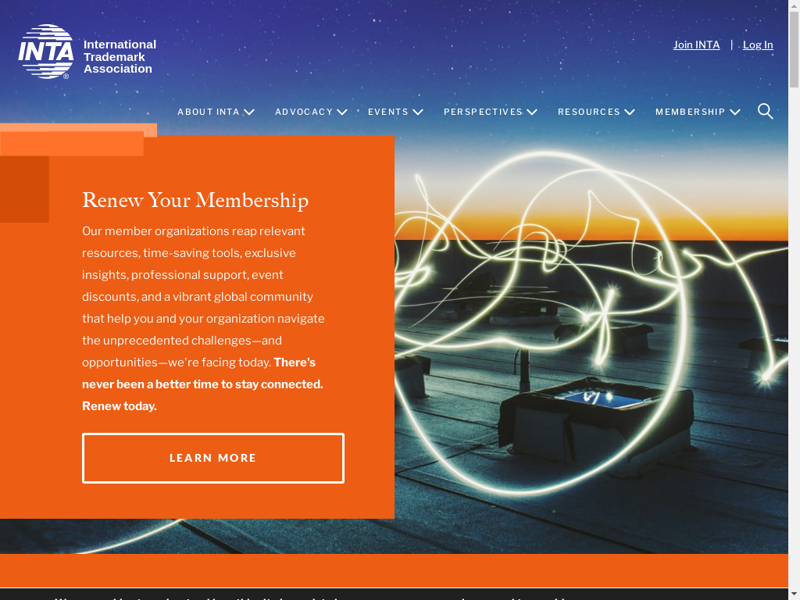 INTA
International
Trademark
Association
Join INTA | Log In
ABOUT INTA
ADVOCACY
EVENTS
PERSPECTIVES
RESOURCES
MEMBERSHIP
Renew Your Membership
Our member organizations reap relevant
resources, time-saving tools, exclusive
insights, professional support, event
discounts, and a vibrant global community
that help you and your organization navigate
the unprecedented challenges—and
opportunities—we're facing today. There's
never been a better time to stay connected.
Renew today.
LEARN MORE